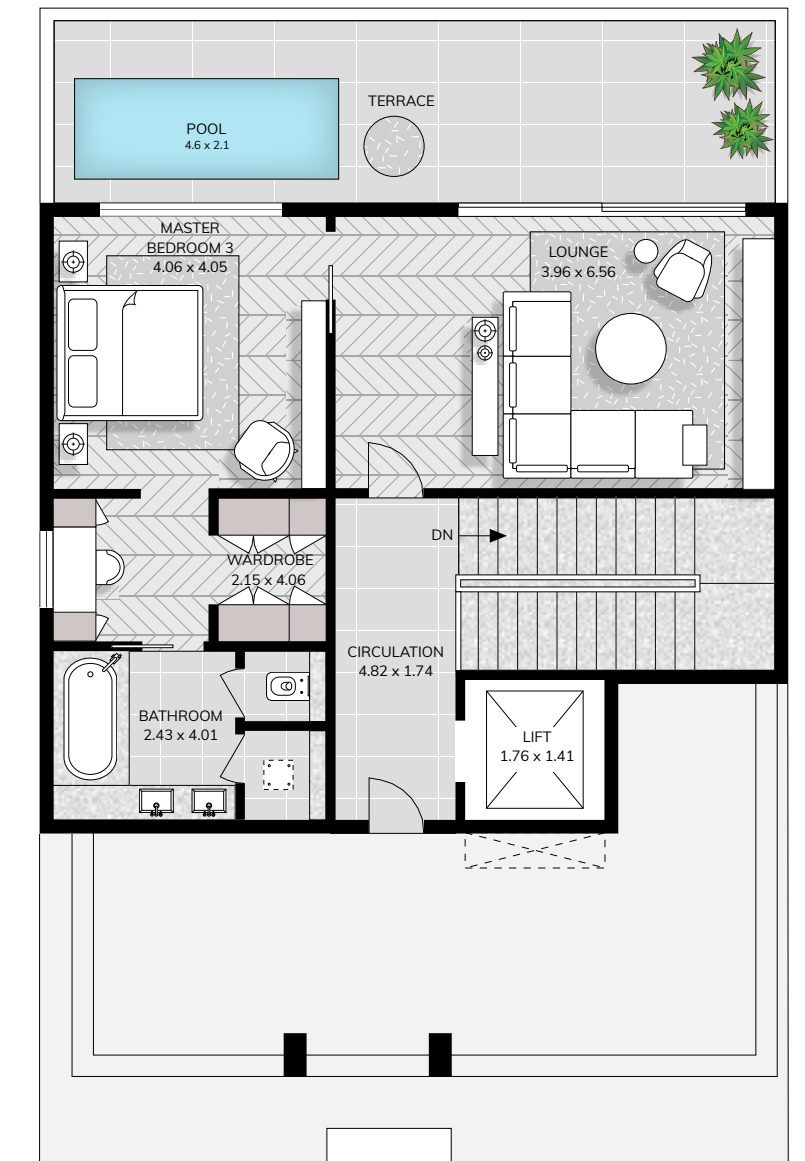 TERRACE
POOL
4.6 x 2.1
MASTER
BEDROOM 3
4.06 x 4.05
LOUNGE
3.96 x 6.56
DN
WARDROBE
2.15 x 4.06
CIRCULATION
4.82 x 1.74
BATHROOM
2.43 x 4.01
LIFT
1.76 x 1.41